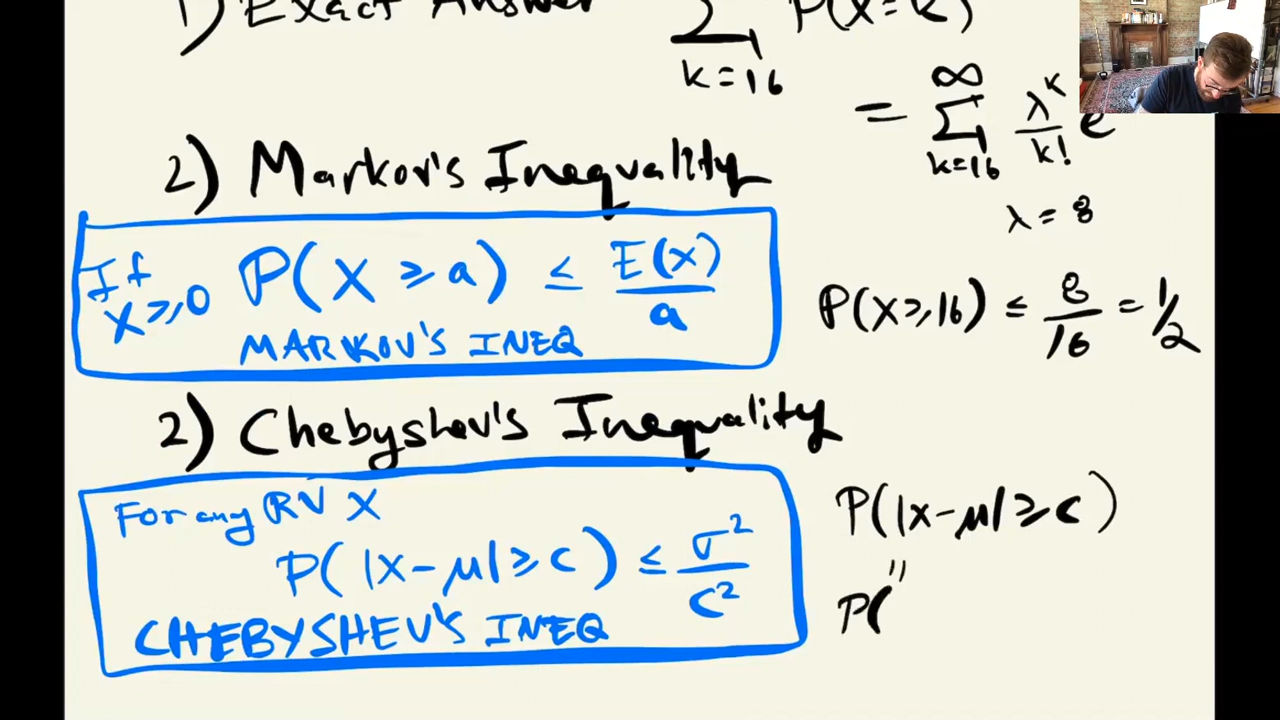 1) Exact Answer
∑ P(X=k)
k=16
= ∞ ∑ k=16 λ^k / k! e
λ = 8
2) Markov's Inequality
If X ≥ 0 P(X ≥ a) ≤ E(X) / a
MARKOV'S INEQ
P(X ≥ 16) ≤ 8/16 = 1/2
2) Chebyshev's Inequality
For any RV X
P(|X-μ| ≥ c) ≤ σ² / c²
CHEBYSHEV'S INEQ
P(|X-μ| ≥ c)
"
P(